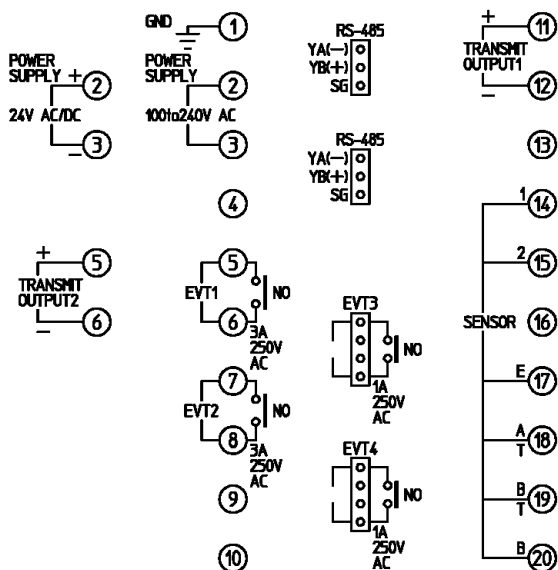 GND
1
POWER
SUPPLY
+
2
24V AC/DC
−
3
POWER
SUPPLY
2
100to240V AC
3
4
+
5
TRANSMIT
OUTPUT2
−
6
5
EVT1
NO
6
3A
250V
AC
7
EVT2
NO
8
3A
250V
AC
9
10
RS-485
YA(−)
YB(+)
SG
RS-485
YA(−)
YB(+)
SG
EVT3
NO
1A
250V
AC
EVT4
NO
1A
250V
AC
+
11
TRANSMIT
OUTPUT1
−
12
13
1
14
2
15
SENSOR
16
E
17
A
T
18
B
T
19
B
20